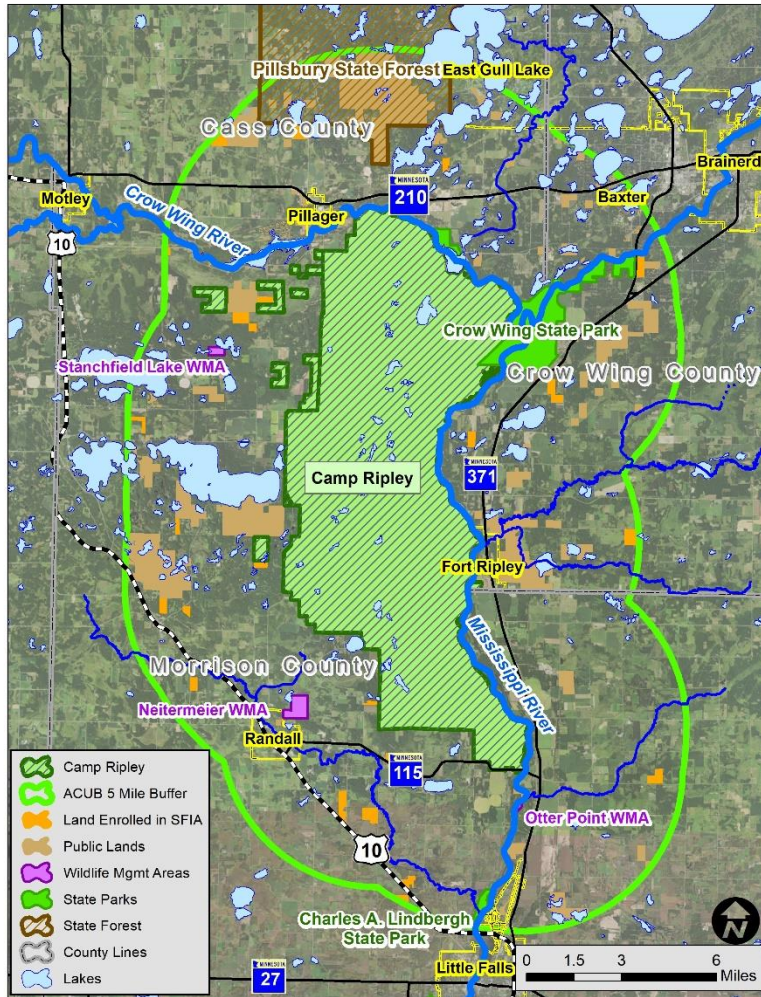 Pillsbury State Forest
East Gull Lake
Cass County
Brainerd
MINNESOTA
210
Baxter
Motley
Pillager
Crow Wing River
10
Crow Wing State Park
Stanchfield Lake WMA
Crow Wing County
Camp Ripley
MINNESOTA
371
Fort Ripley
Mississippi River
Morrison County
Neitermeier WMA
Randall
MINNESOTA
115
Otter Point WMA
10
Charles A. Lindbergh
State Park
Little Falls
MINNESOTA
27
Camp Ripley
ACUB 5 Mile Buffer
Land Enrolled in SFIA
Public Lands
Wildlife Mgmt Areas
State Parks
State Forest
County Lines
Lakes
N
0 1.5 3 6
Miles